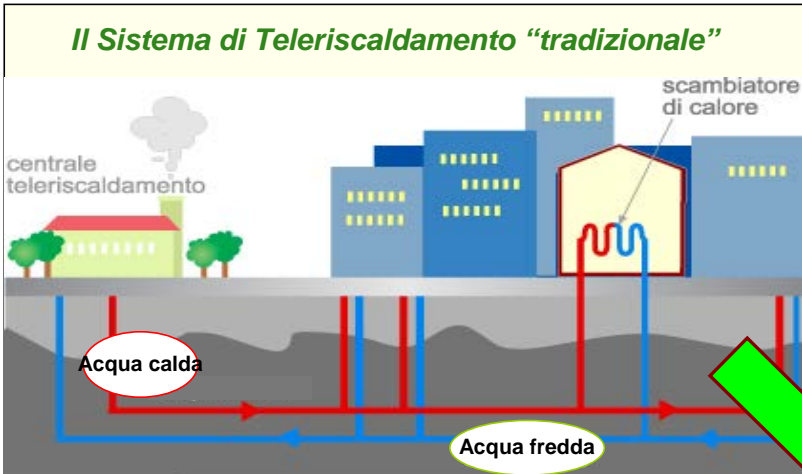 Il Sistema di Teleriscaldamento “tradizionale”
scambiatore
di calore
centrale
teleriscaldamento
Acqua calda
Acqua fredda